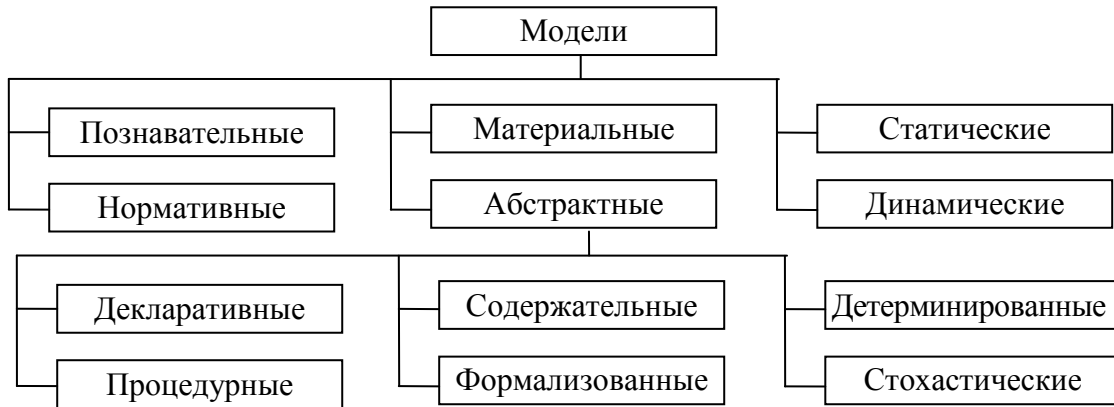 Модели
Познавательные
Материальные
Статические
Нормативные
Абстрактные
Динамические
Декларативные
Содержательные
Детерминированные
Процедурные
Формализованные
Стохастические